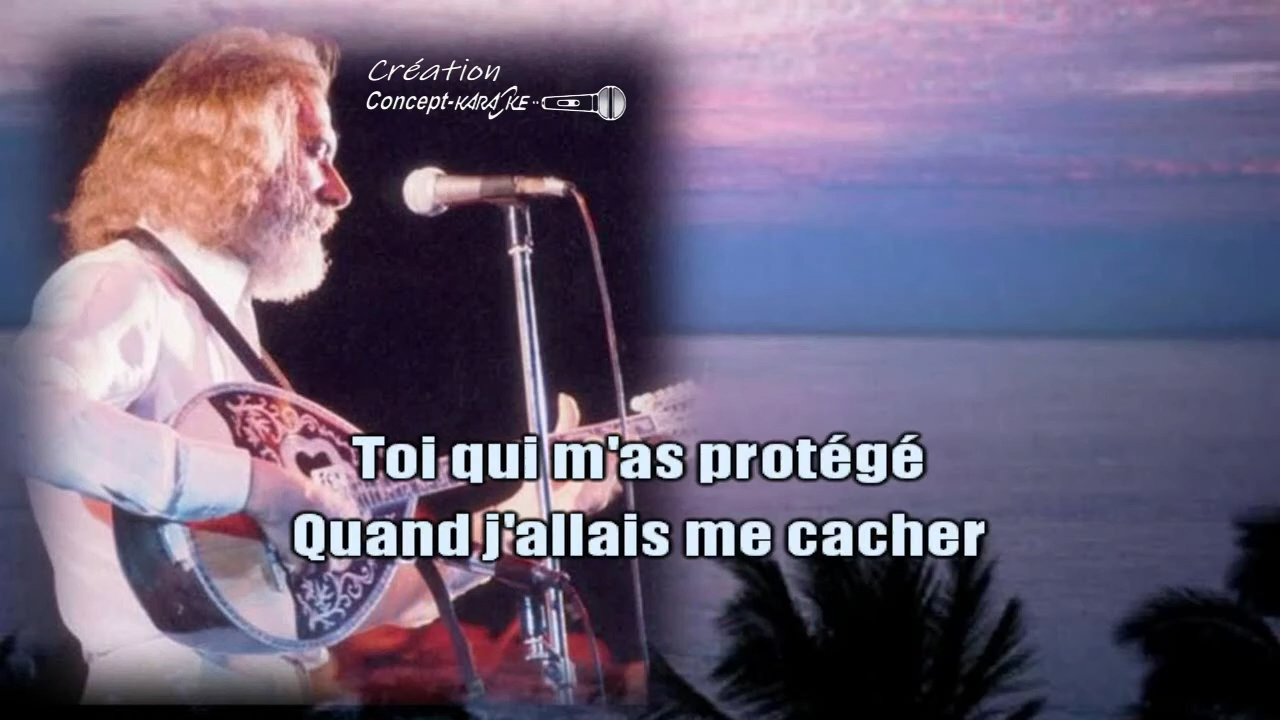 Création
Concept-KARAOKE
Toi qui m'as protégé
Quand j'allais me cacher